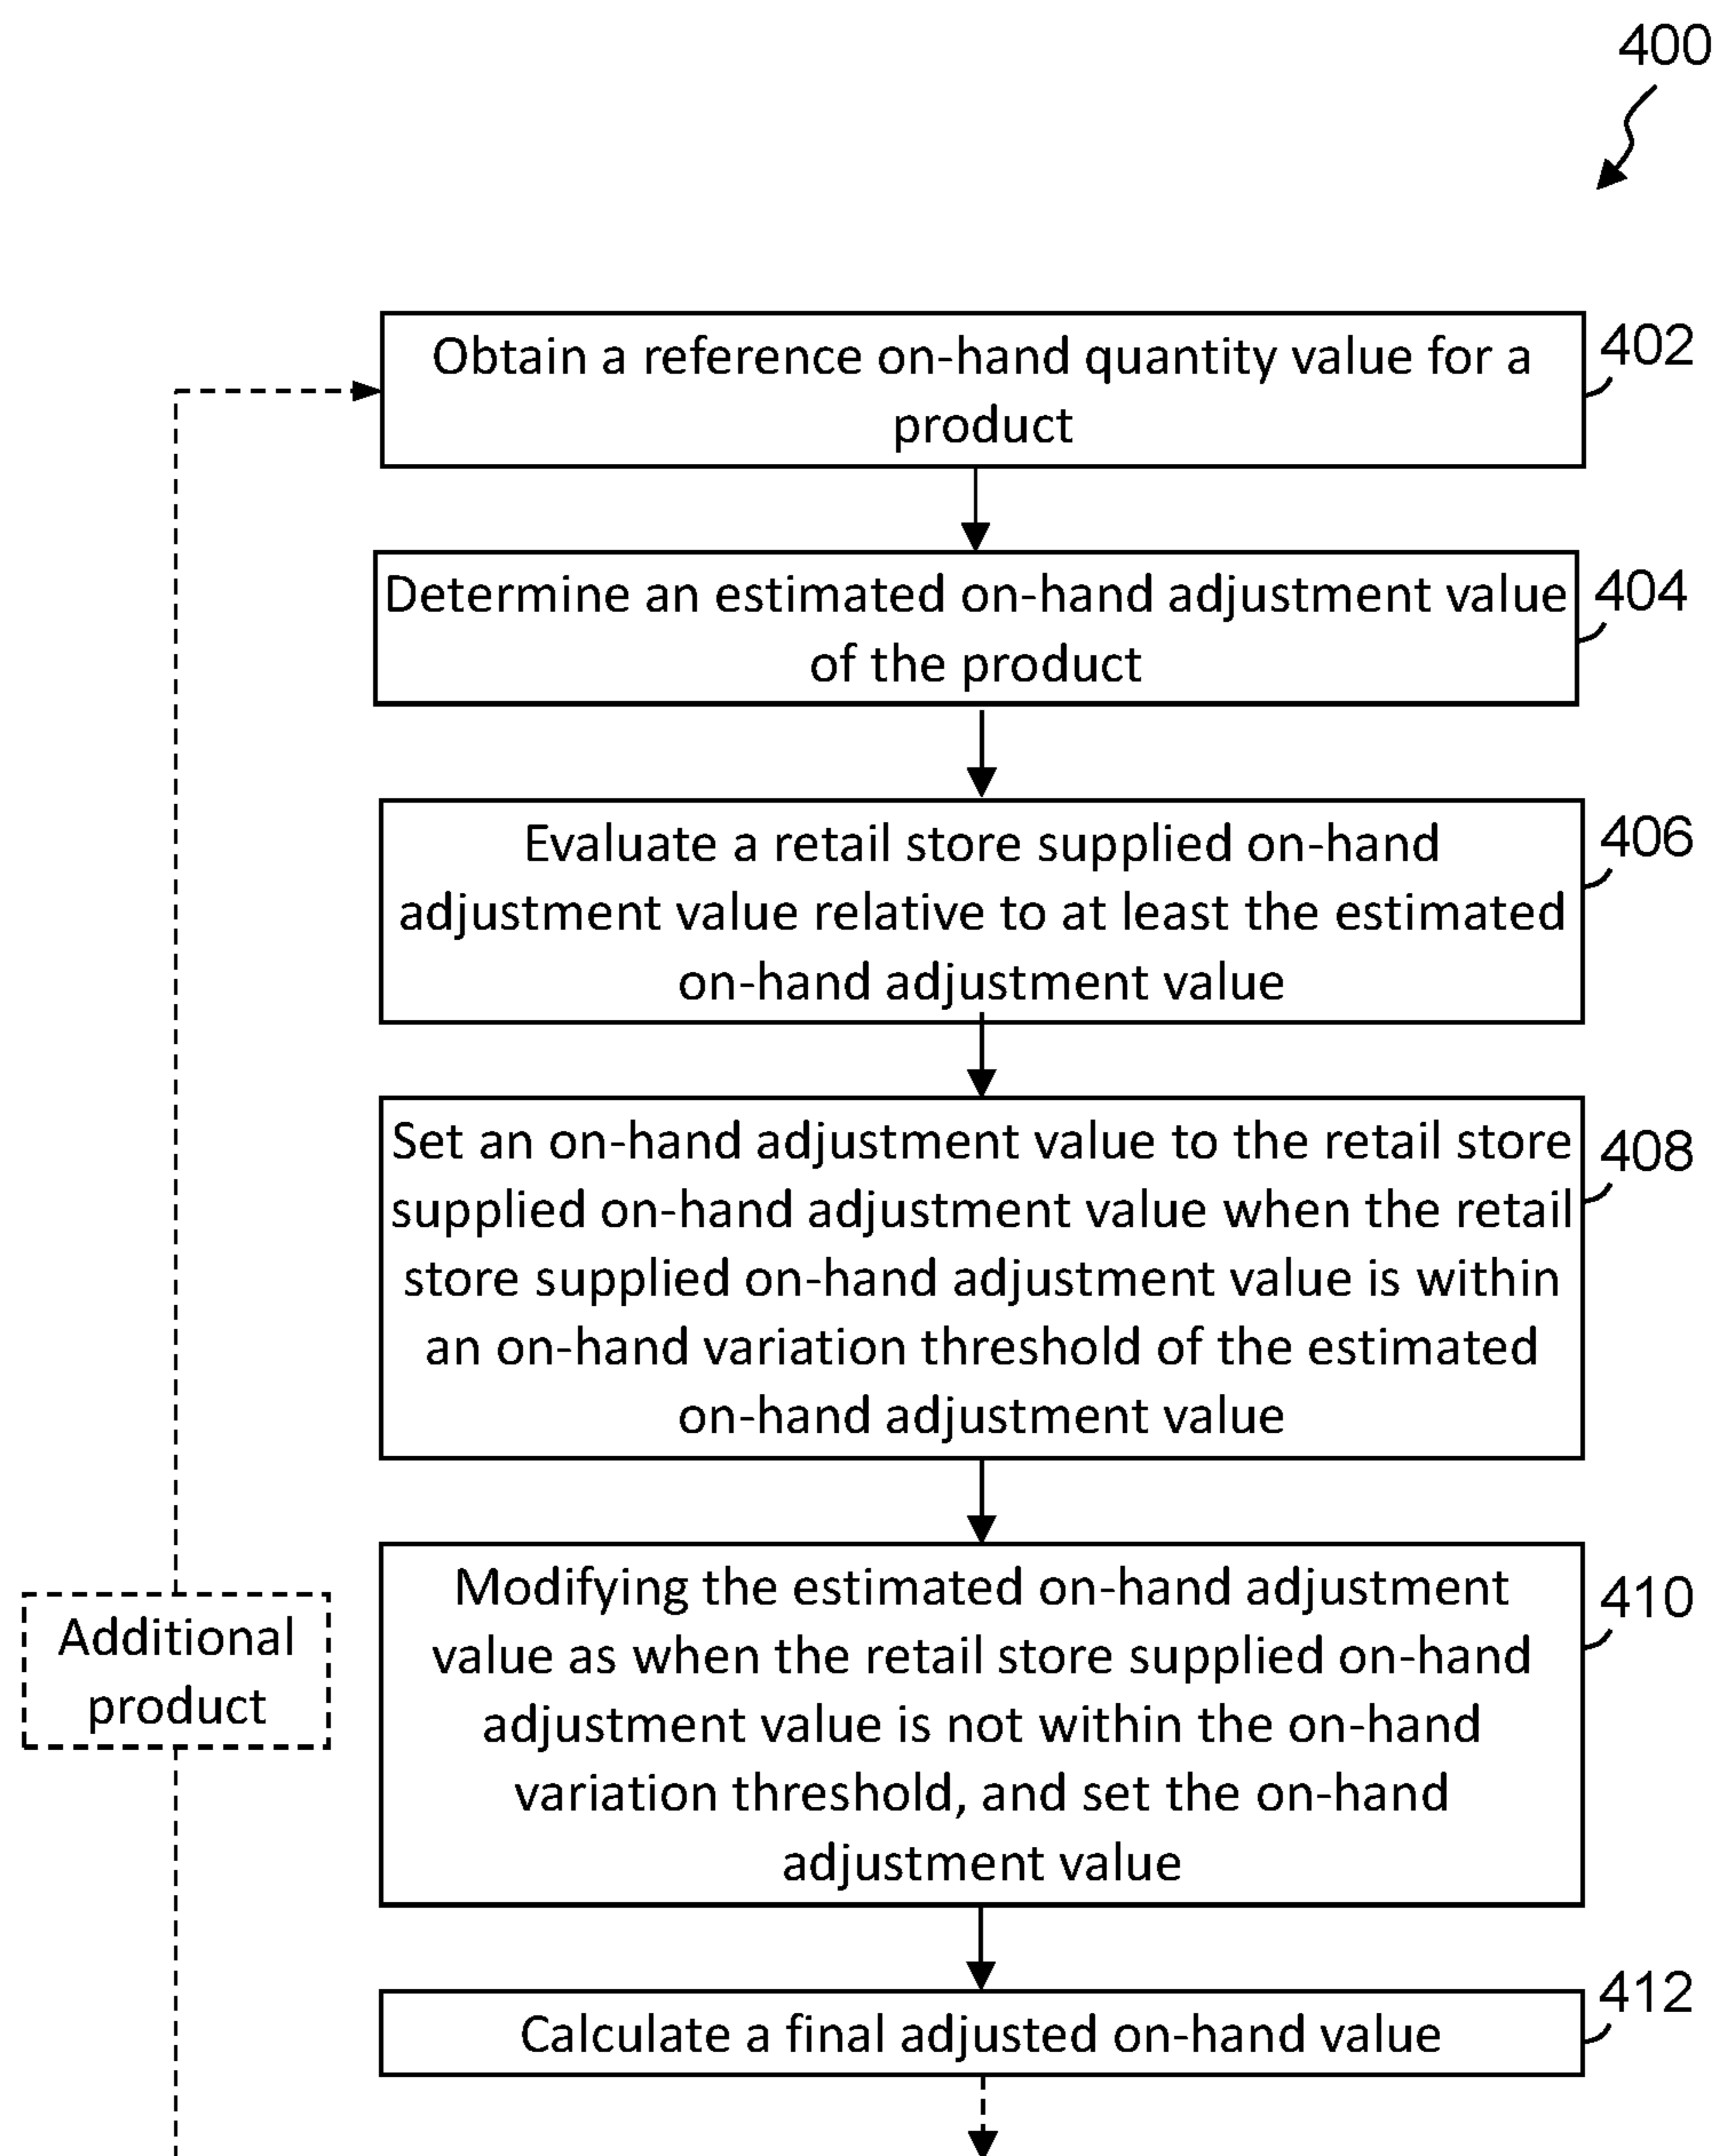 400
Obtain a reference on-hand quantity value for a
product
402
Determine an estimated on-hand adjustment value
of the product
404
Evaluate a retail store supplied on-hand
adjustment value relative to at least the estimated
on-hand adjustment value
406
Set an on-hand adjustment value to the retail store
supplied on-hand adjustment value when the retail
store supplied on-hand adjustment value is within
an on-hand variation threshold of the estimated
on-hand adjustment value
408
Modifying the estimated on-hand adjustment
value as when the retail store supplied on-hand
adjustment value is not within the on-hand
variation threshold, and set the on-hand
adjustment value
410
Additional
product
Calculate a final adjusted on-hand value
412